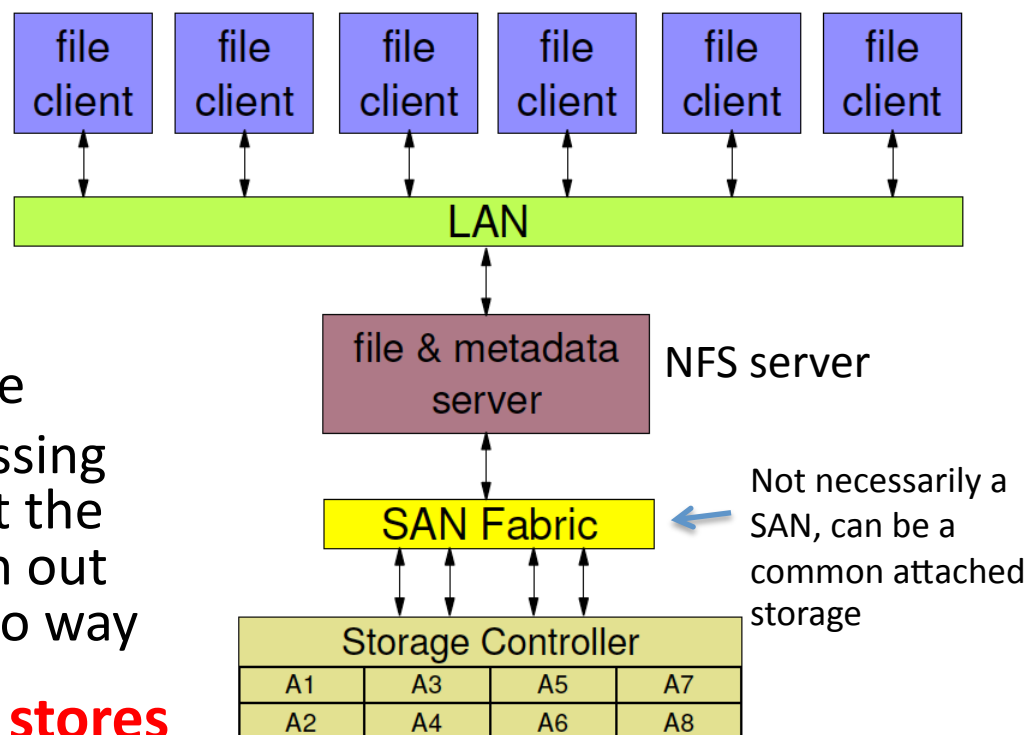 file file file file file file
client client client client client client
LAN
file & metadata
server
NFS server
e
ssing
t the
n out
o way
stores
SAN Fabric
Not necessarily a
SAN, can be a
common attached
storage
Storage Controller
A1 A3 A5 A7
A2 A4 A6 A8